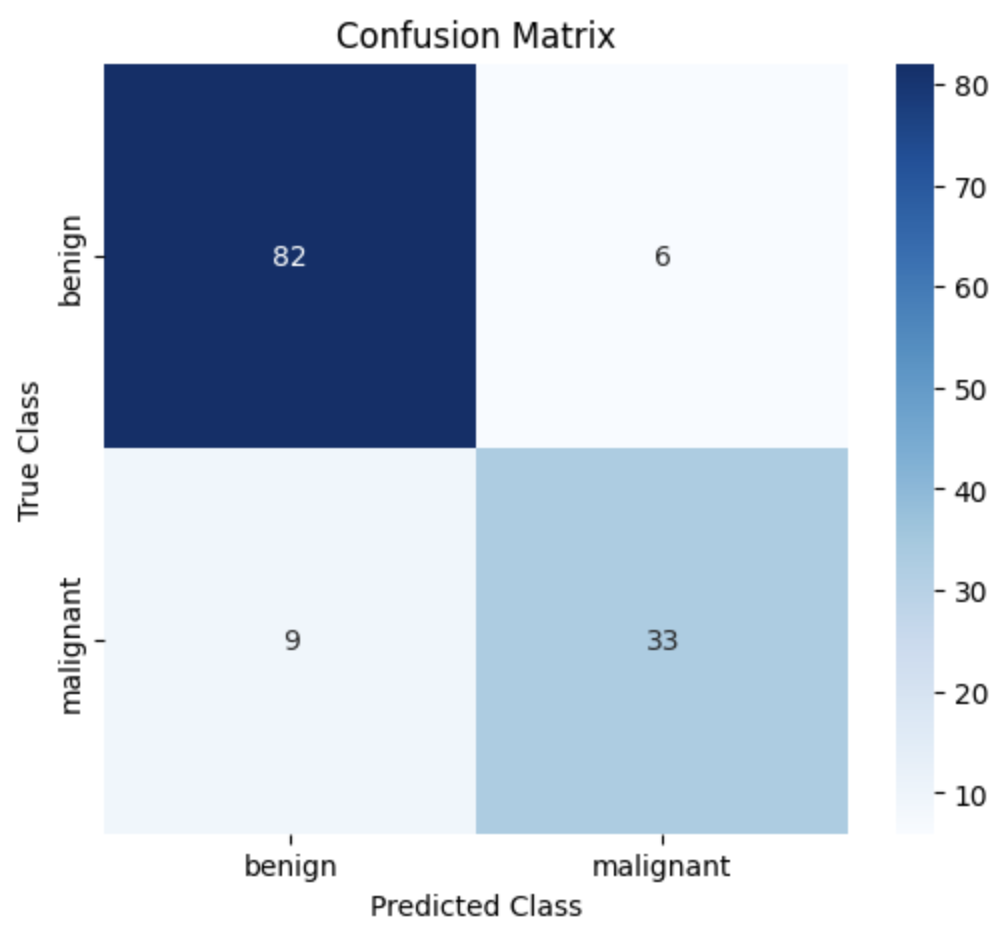 Confusion Matrix
benign
82
6
True Class
malignant
9
33
benign
malignant
Predicted Class
80
70
60
50
40
30
20
10